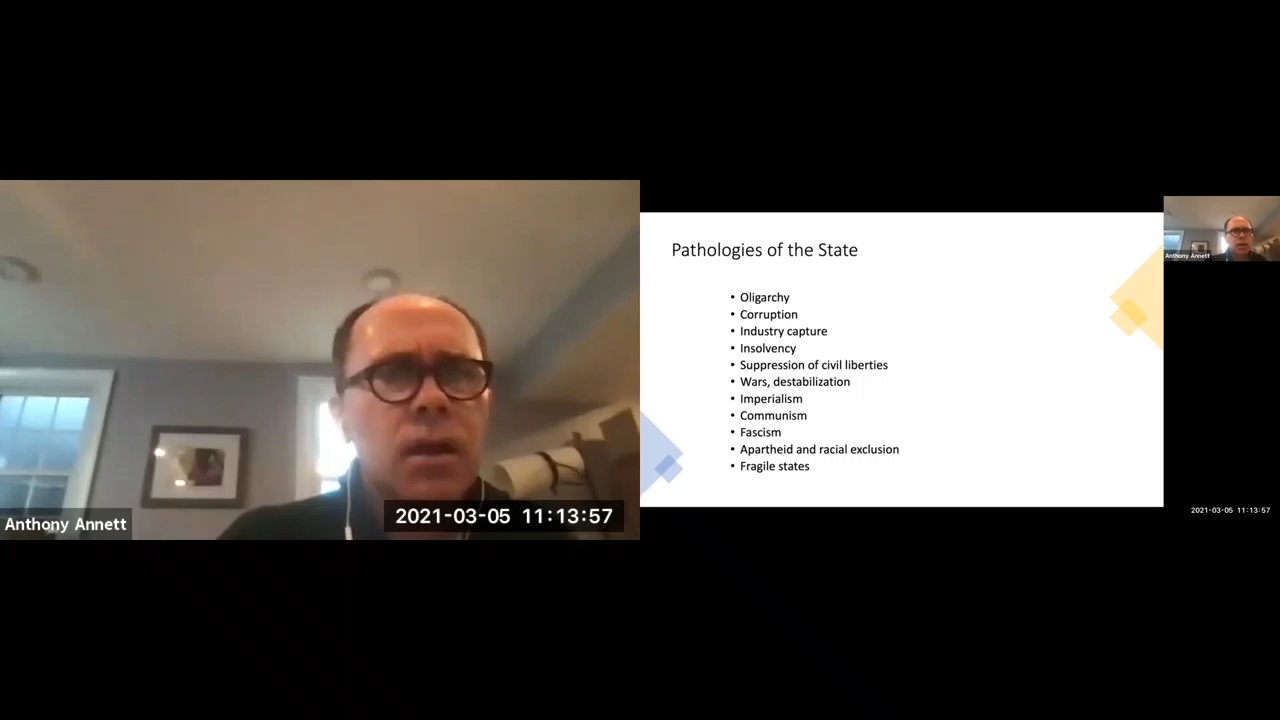 Anthony Annett
2021-03-05 11:13:57
Pathologies of the State
• Oligarchy
• Corruption
• Industry capture
• Insolvency
• Suppression of civil liberties
• Wars, destabilization
• Imperialism
• Communism
• Fascism
• Apartheid and racial exclusion
• Fragile states
Anthony Annett
2021-03-05 11:13:57